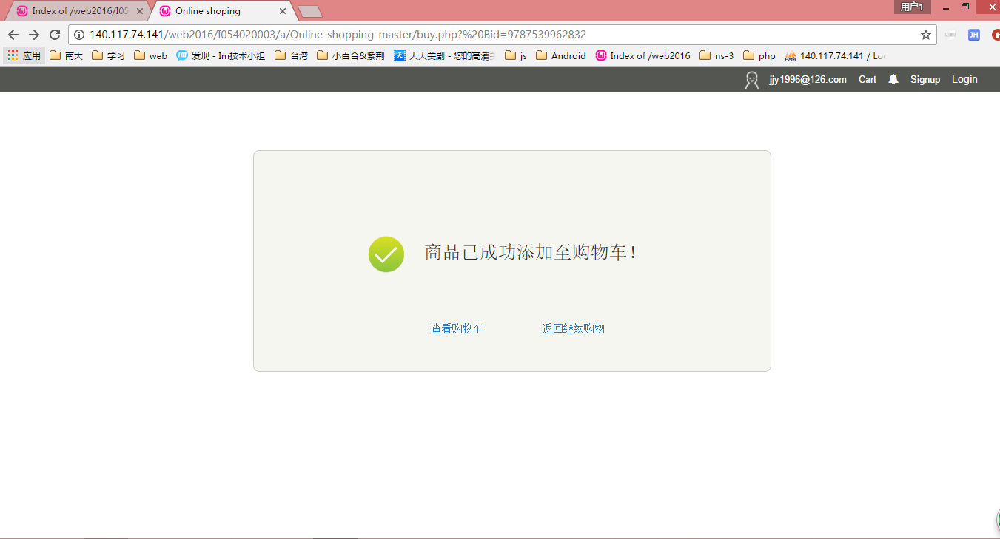 Index of /web2016/I05
Online shoping
用户1
140.117.74.141/web2016/I054020003/a/Online-shopping-master/buy.php?%20Bid=9787539962832
JH
应用 南大 学习 web 发现 - Im技术小组 台湾 小百合&紫荆 天天美剧 - 您的高清 js Android Index of /web2016 ns-3 php 140.117.74.141 / Lo
jjy1996@126.com Cart Signup Login
商品已成功添加至购物车!
查看购物车 返回继续购物